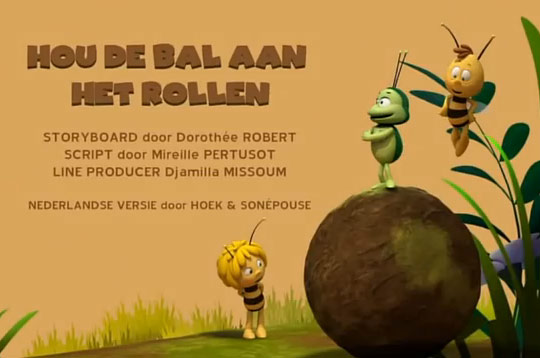 HOU DE BAL AAN
HET ROLLEN
STORYBOARD door Dorothée ROBERT
SCRIPT door Mireille PERTUSOT
LINE PRODUCER Djamilla MISSOUM
NEDERLANDSE VERSIE door HOEK & SONÉPOUSE